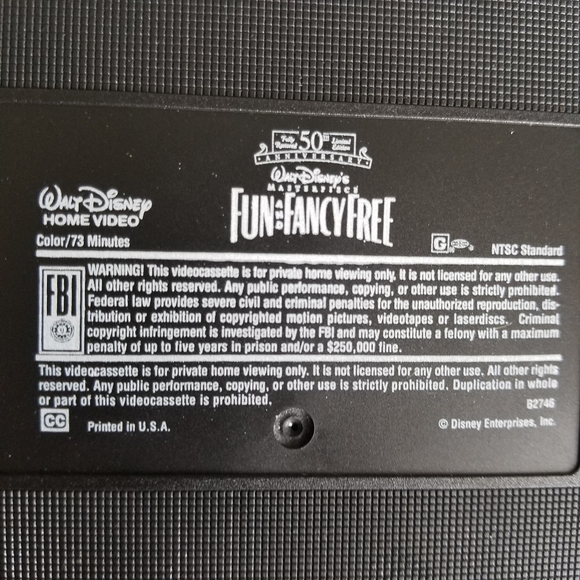 Fully Restored 50th Limited Edition
ANNIVERSARY
Walt Disney's
MASTERPIECE
FUN AND FANCY FREE
Walt Disney
HOME VIDEO
Color/73 Minutes
G
NTSC Standard
FBI
WARNING! This videocassette is for private home viewing only. It is not licensed for any other use.
All other rights reserved. Any public performance, copying, or other use is strictly prohibited.
Federal law provides severe civil and criminal penalties for the unauthorized reproduction, dis-
tribution or exhibition of copyrighted motion pictures, videotapes or laserdiscs. Criminal
copyright infringement is investigated by the FBI and may constitute a felony with a maximum
penalty of up to five years in prison and/or a $250,000 fine.
This videocassette is for private home viewing only. It is not licensed for any other use. All other rights
reserved. Any public performance, copying, or other use is strictly prohibited. Duplication in whole
or part of this videocassette is prohibited.
B2746
CC
Printed in U.S.A.
© Disney Enterprises, Inc.